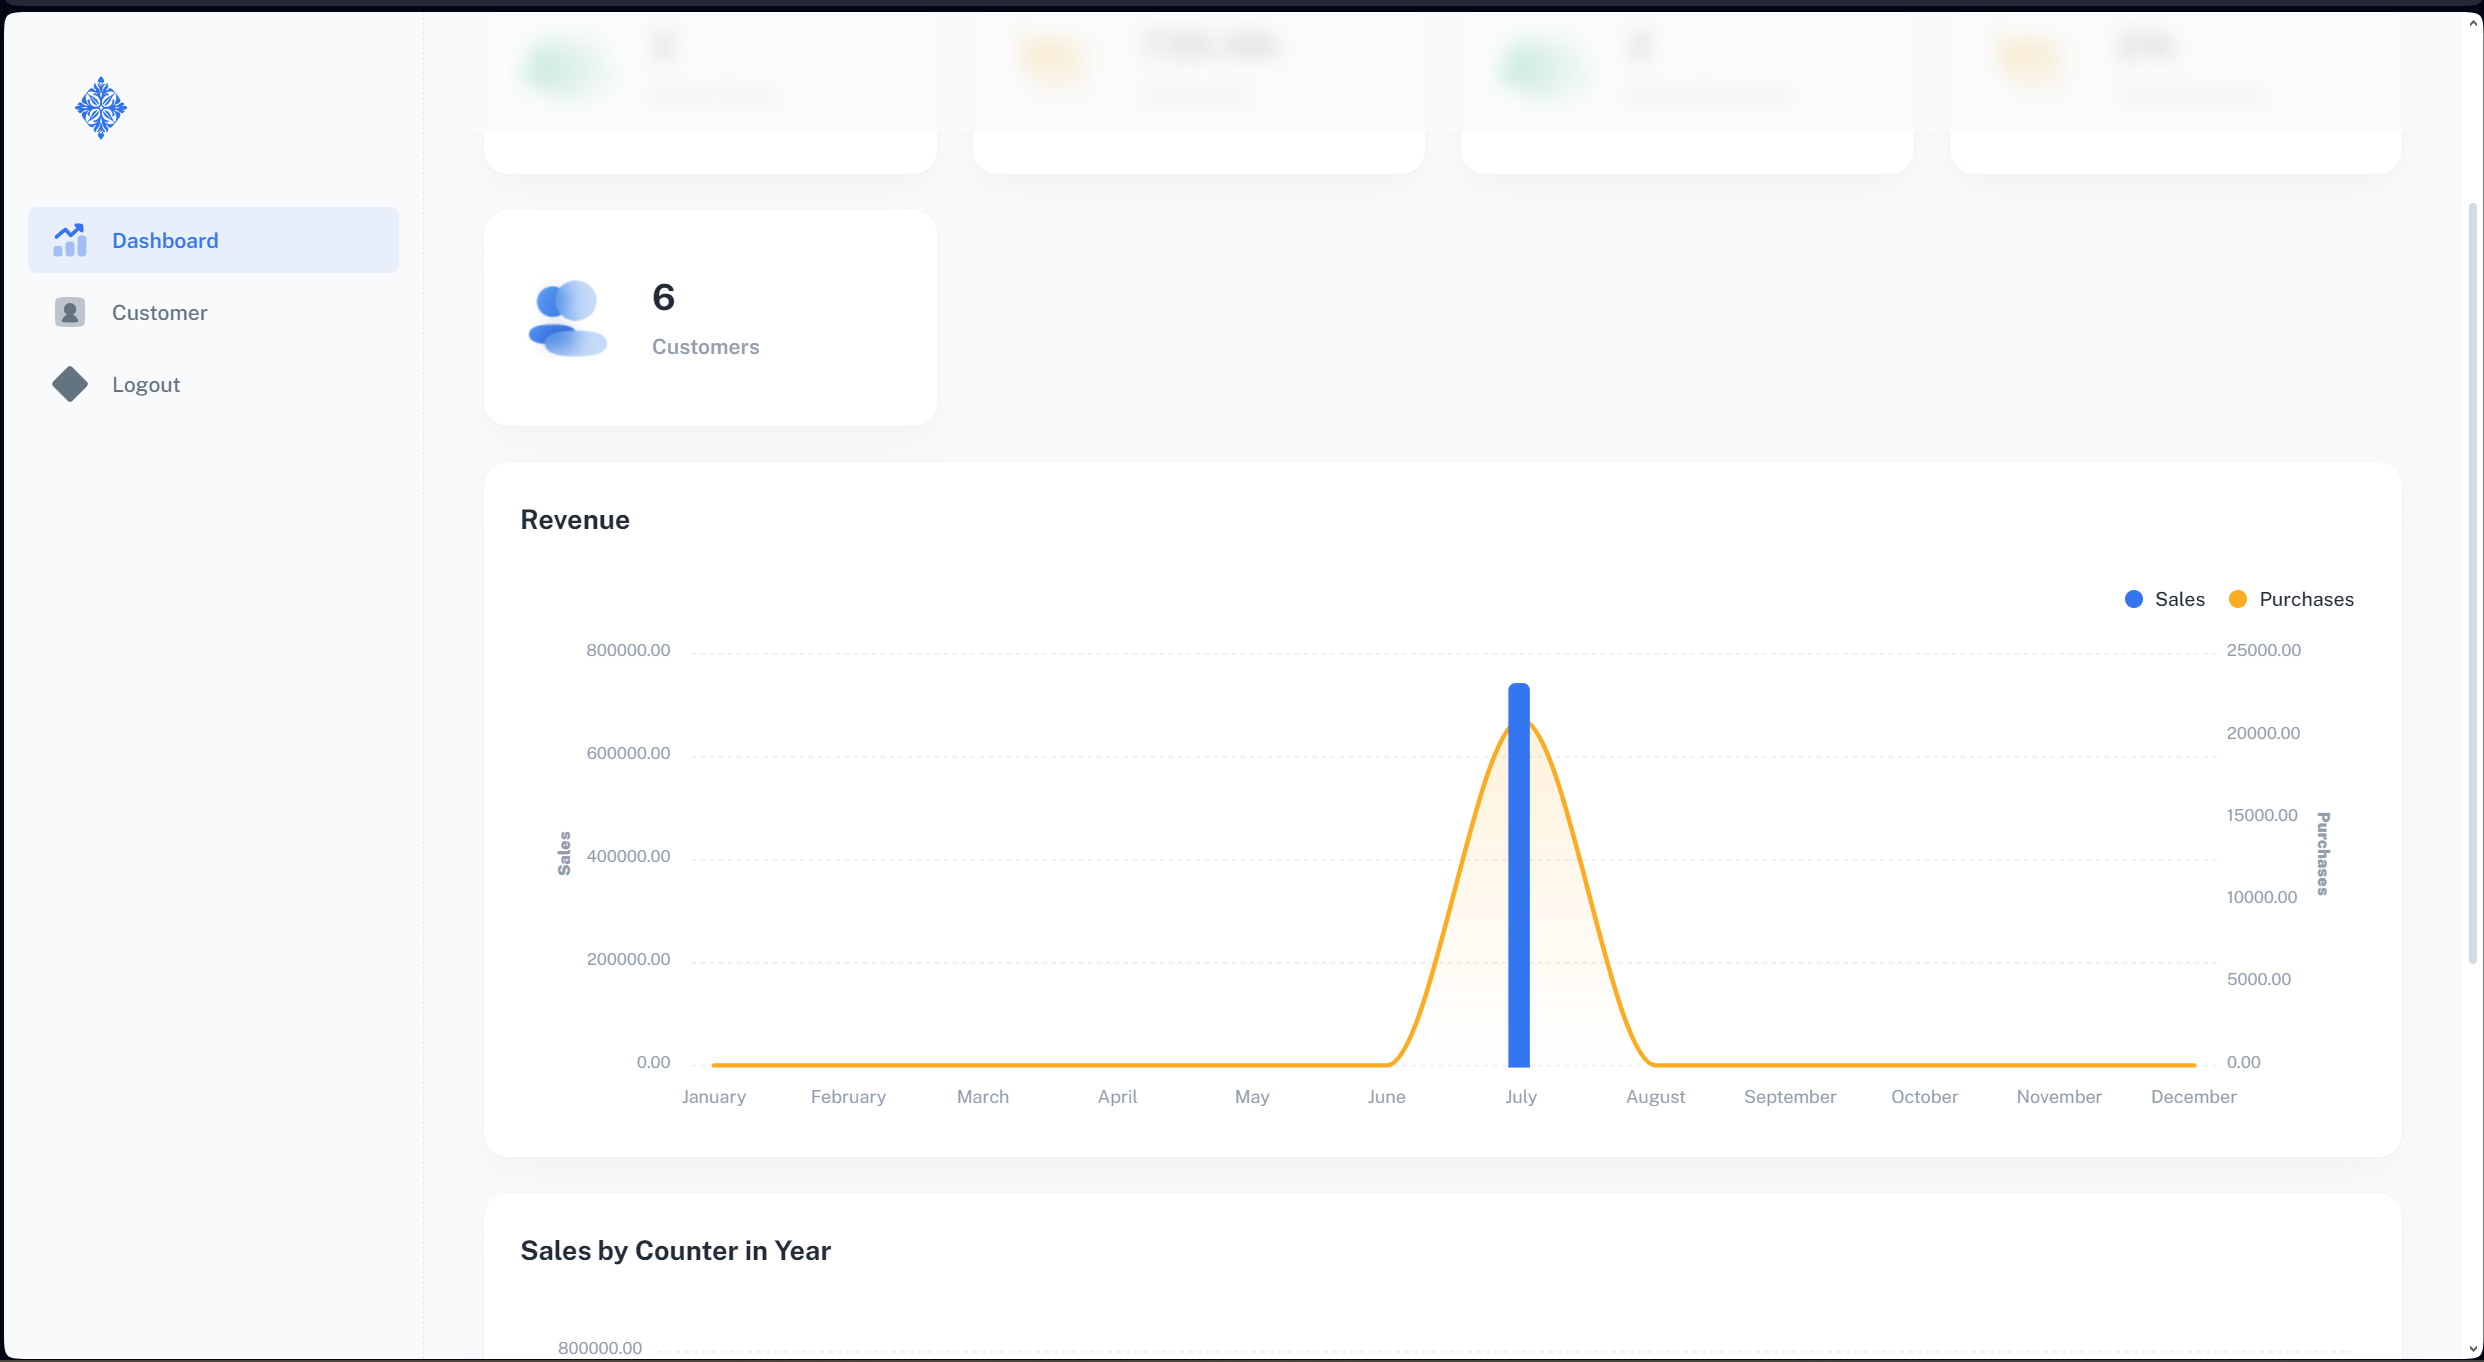 Dashboard
Customer
Logout
6
Customers
Revenue
Sales
Purchases
800000.00
600000.00
400000.00
200000.00
0.00
Sales
25000.00
20000.00
15000.00
10000.00
5000.00
0.00
Purchases
January February March April May June July August September October November December
Sales by Counter in Year
800000.00